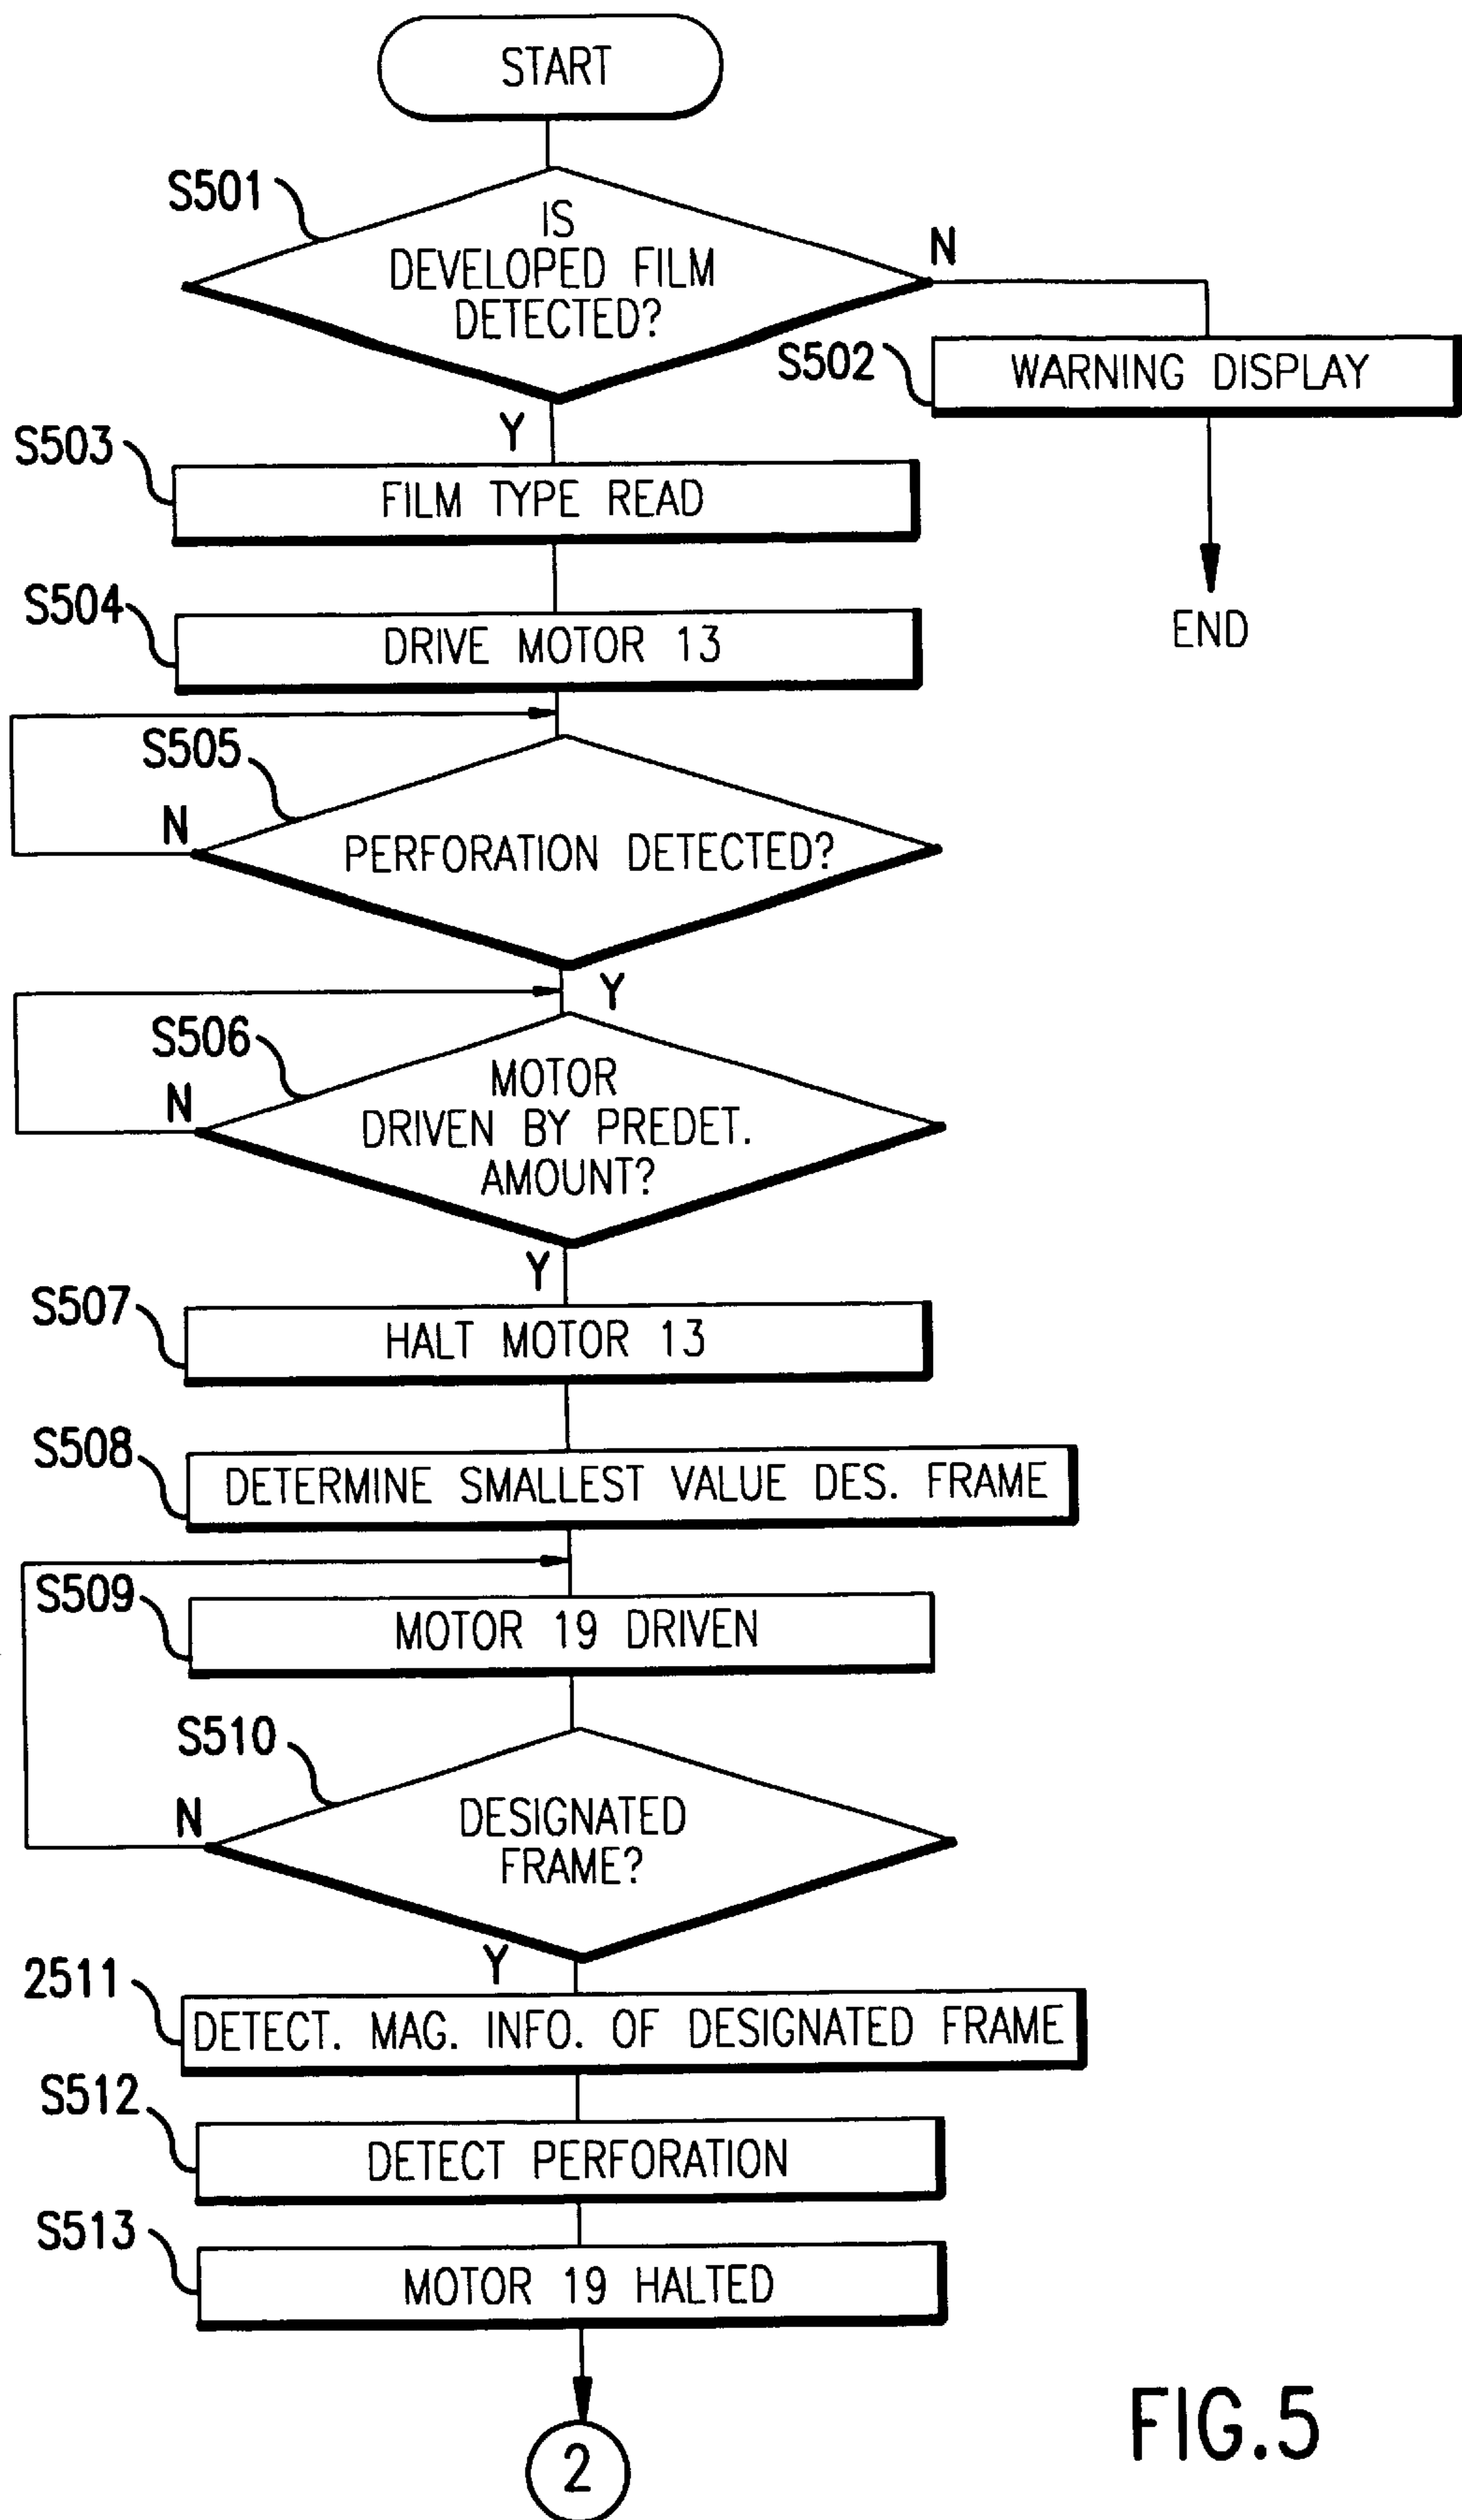 START
S501
IS
DEVELOPED FILM
DETECTED?
N
S502
WARNING DISPLAY
END
Y
S503
FILM TYPE READ
S504
DRIVE MOTOR 13
S505
N
PERFORATION DETECTED?
Y
S506
N
MOTOR
DRIVEN BY PREDET.
AMOUNT?
Y
S507
HALT MOTOR 13
S508
DETERMINE SMALLEST VALUE DES. FRAME
S509
MOTOR 19 DRIVEN
S510
N
DESIGNATED
FRAME?
Y
2511
DETECT. MAG. INFO. OF DESIGNATED FRAME
S512
DETECT PERFORATION
S513
MOTOR 19 HALTED
2
FIG.5